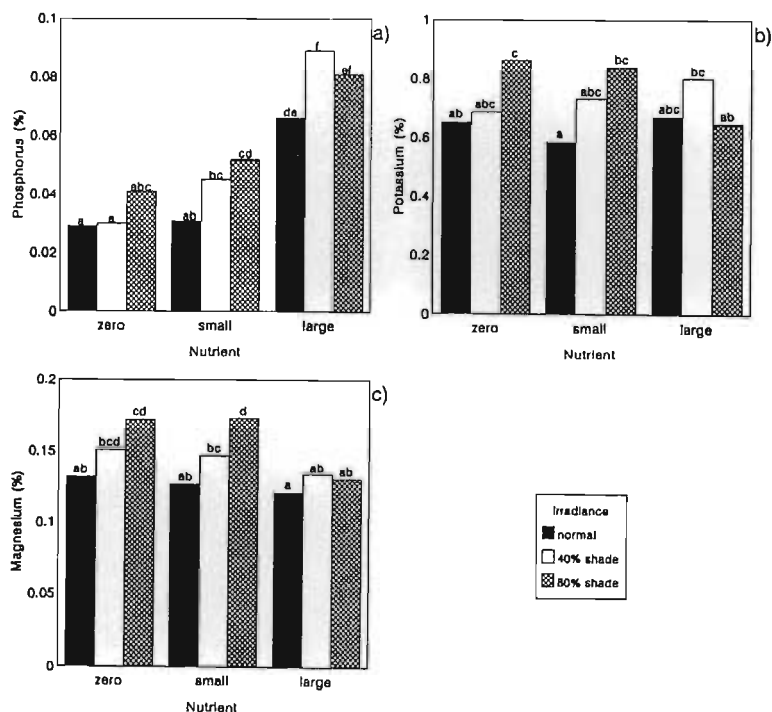 a)
Phosphorus (%)
0.1
0.08
0.06
0.04
0.02
0
a a abc
ab bc cd
de f ef
zero small large
Nutrient
b)
Potassium (%)
1
0.8
0.6
0.4
0.2
0
ab abc c
a abc bc
abc bc ab
zero small large
Nutrient
c)
Magnesium (%)
0.2
0.15
0.1
0.05
0
ab bcd cd
ab bc d
a ab ab
zero small large
Nutrient
Irradiance
normal
40% shade
80% shade